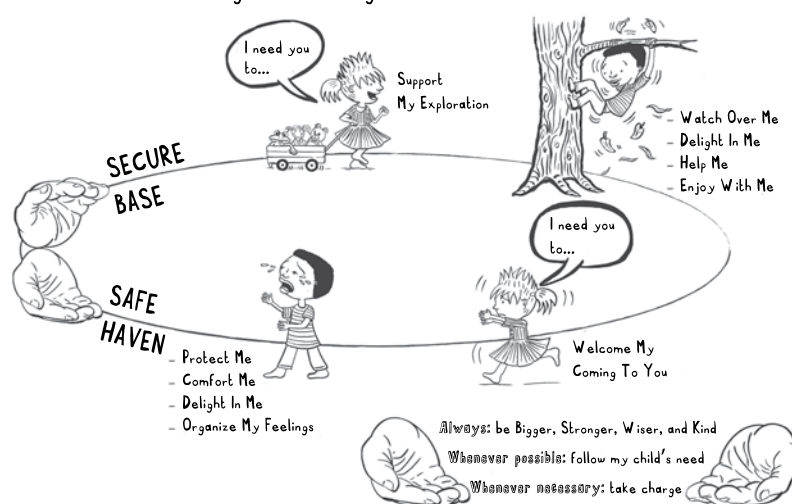 I need you
to...
Support
My Exploration
- Watch Over Me
- Delight In Me
- Help Me
- Enjoy With Me
SECURE
BASE
I need you
to...
SAFE
HAVEN
- Protect Me
- Comfort Me
- Delight In Me
- Organize My Feelings
Welcome My
Coming To You
Always: be Bigger, Stronger, Wiser, and Kind
Whenever possible: follow my child's need
Whenever necessary: take charge